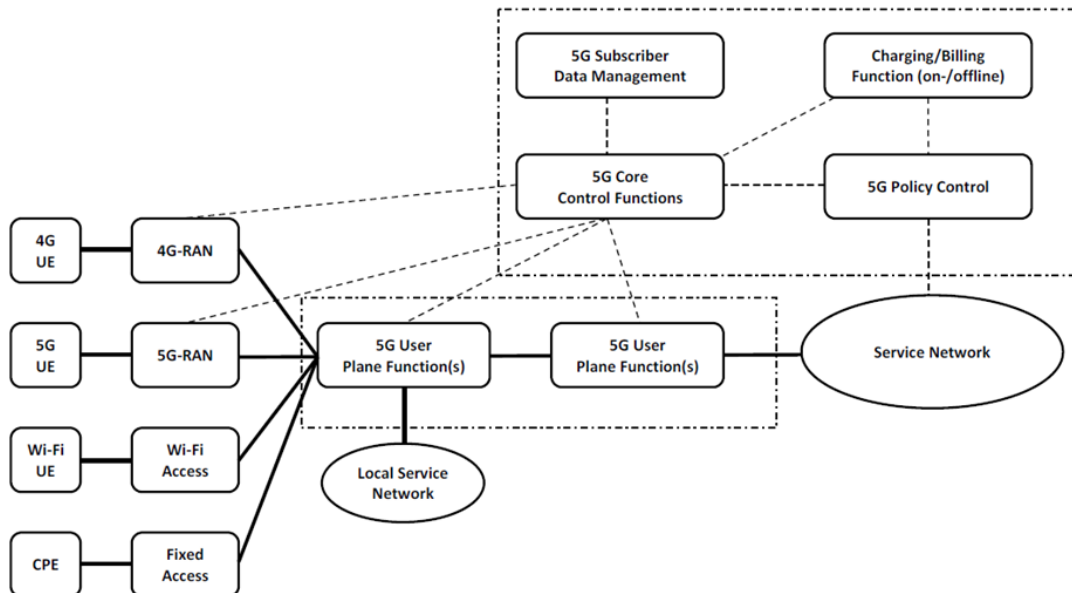 5G Subscriber
Data Management
Charging/Billing
Function (on-/offline)
5G Core
Control Functions
5G Policy Control
4G
UE
4G-RAN
5G
UE
5G-RAN
5G User
Plane Function(s)
5G User
Plane Function(s)
Service Network
Wi-Fi
UE
Wi-Fi
Access
Local Service
Network
CPE
Fixed
Access